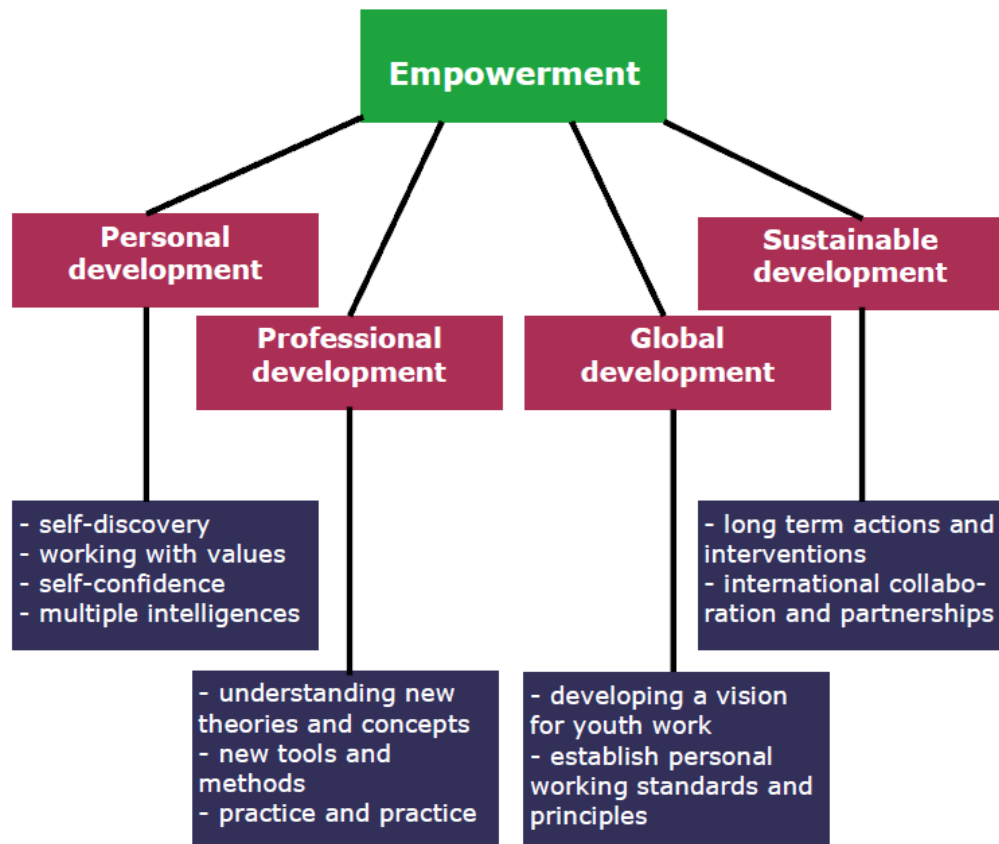 Empowerment
Personal
development
Sustainable
development
Professional
development
Global
development
- self-discovery
- working with values
- self-confidence
- multiple intelligences
- long term actions and
interventions
- international collabo-
ration and partnerships
- understanding new
theories and concepts
- new tools and
methods
- practice and practice
- developing a vision
for youth work
- establish personal
working standards and
principles